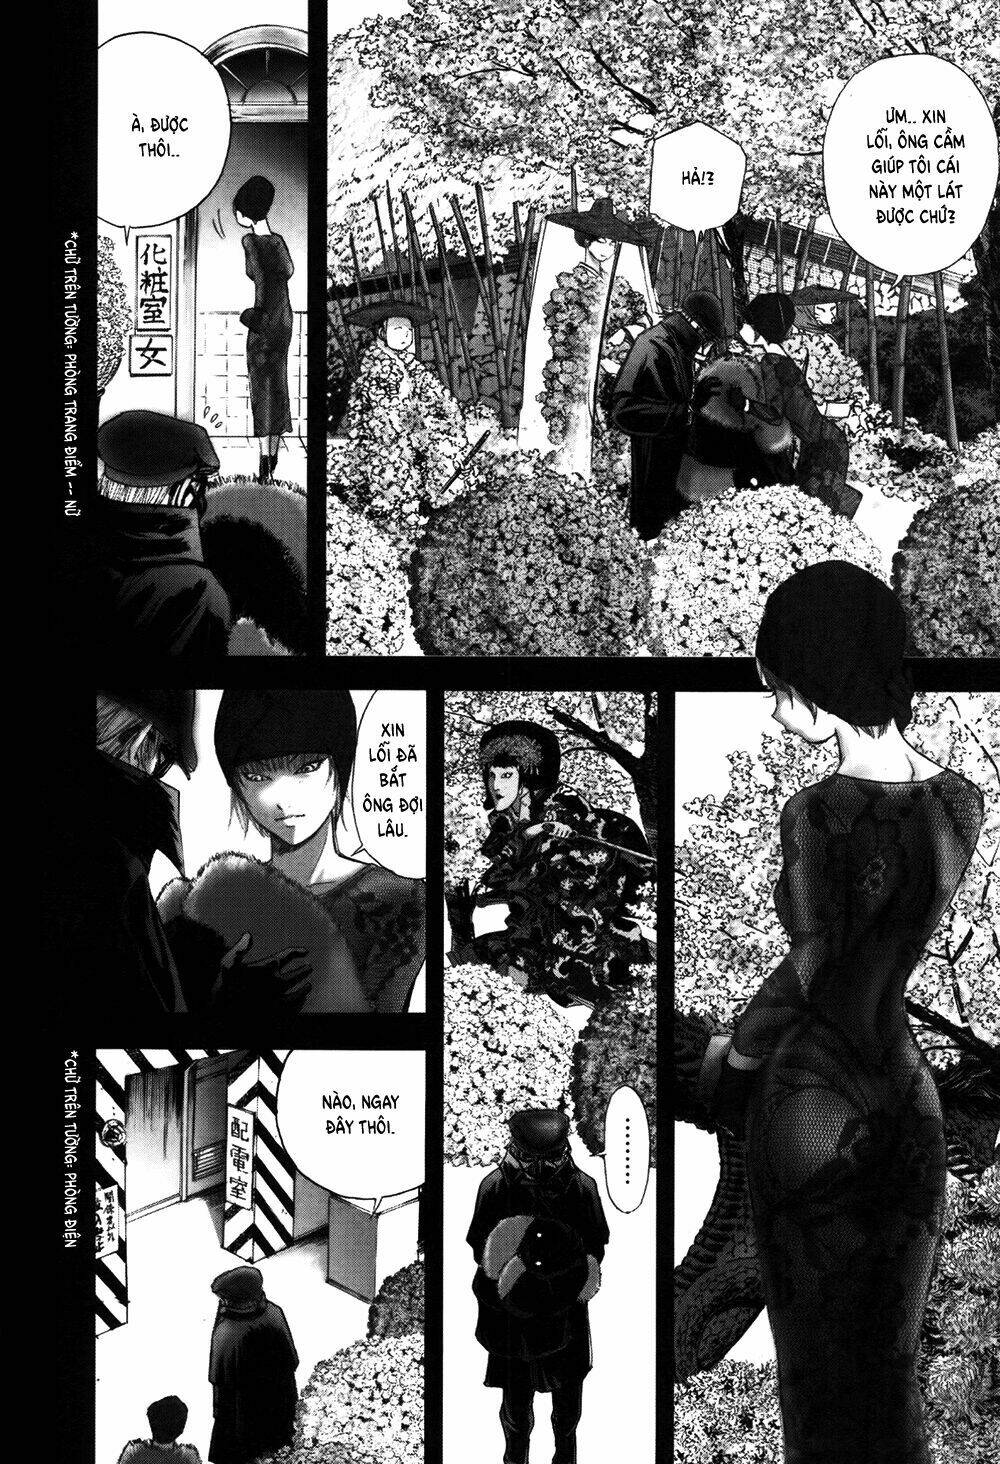 ƯM.. XIN
LỖI, ÔNG CẦM
GIÚP TÔI CÁI
NÀY MỘT LÁT
ĐƯỢC CHỨ?
HẢ!?
À, ĐƯỢC
THÔI..
化粧室
女
*CHỮ TRÊN TƯỜNG: PHÒNG TRANG ĐIỂM -- NỮ
.........
XIN
LỖI ĐÃ
BẮT
ÔNG ĐỢI
LÂU.
NÀO, NGAY
ĐÂY THÔI.
配電室
*CHỮ TRÊN TƯỜNG: PHÒNG ĐIỆN